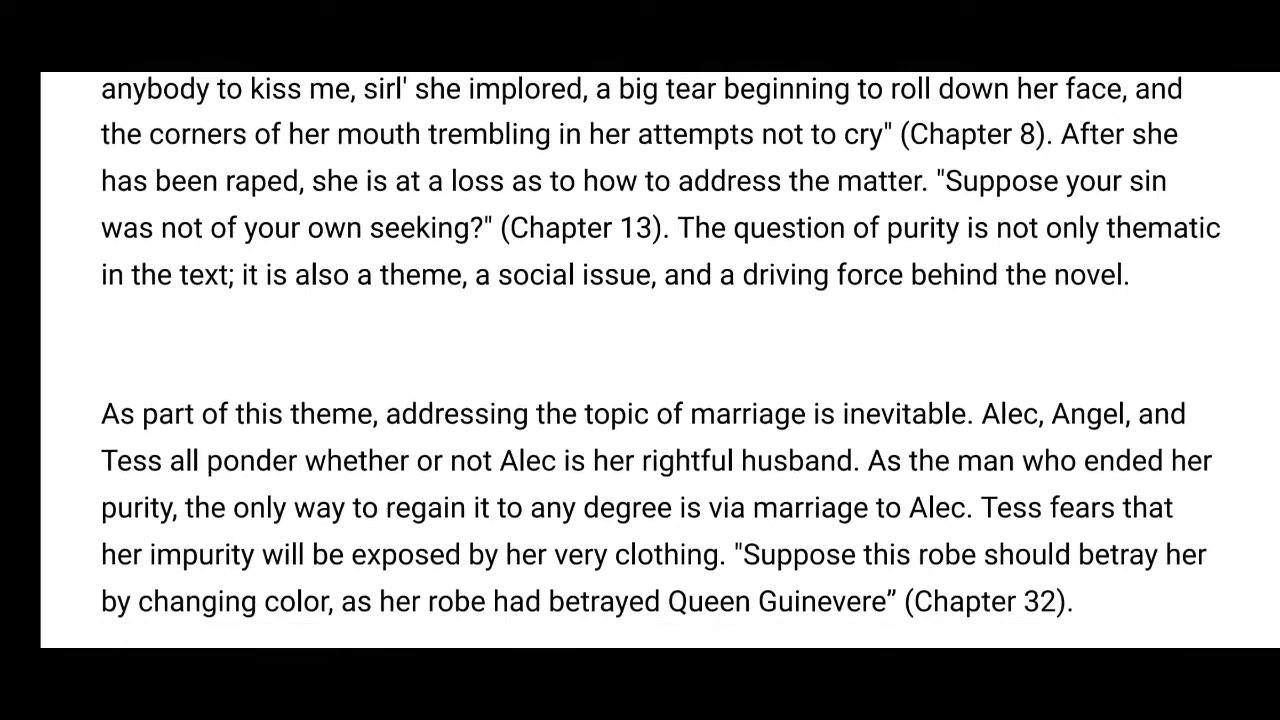 anybody to kiss me, sirl' she implored, a big tear beginning to roll down her face, and
the corners of her mouth trembling in her attempts not to cry" (Chapter 8). After she
has been raped, she is at a loss as to how to address the matter. "Suppose your sin
was not of your own seeking?" (Chapter 13). The question of purity is not only thematic
in the text; it is also a theme, a social issue, and a driving force behind the novel.
As part of this theme, addressing the topic of marriage is inevitable. Alec, Angel, and
Tess all ponder whether or not Alec is her rightful husband. As the man who ended her
purity, the only way to regain it to any degree is via marriage to Alec. Tess fears that
her impurity will be exposed by her very clothing. "Suppose this robe should betray her
by changing color, as her robe had betrayed Queen Guinevere” (Chapter 32).